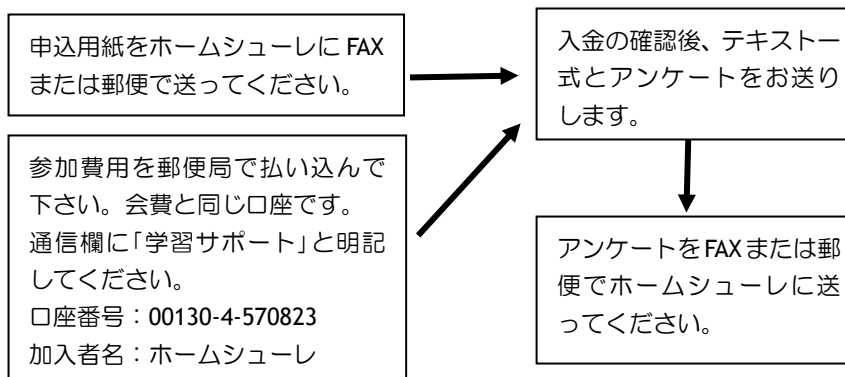 申込用紙をホームシューレに FAX
または郵便で送ってください。
参加費用を郵便局で払い込んで
下さい。会費と同じ口座です。
通信欄に「学習サポート」と明記
してください。
口座番号：00130-4-570823
加入者名：ホームシューレ
入金の確認後、テキスト一
式とアンケートをお送り
します。
アンケートを FAX または郵
便でホームシューレに送
ってください。